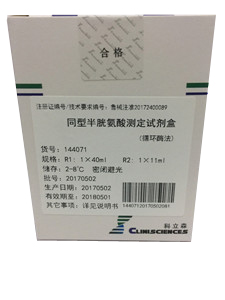 合格
注册证编号/技术要求编号：鲁械注准20172400089
同型半胱氨酸测定试剂盒
（循环酶法）
货号：144071
规格：R1：1×40ml R2：1×11ml
储存：2~8℃ 密闭避光
批号：20170502
生产日期：20170502
有效期至：20180501
其它事项：详见说明书
14407120170502081
科立森
CLINISCIENCES